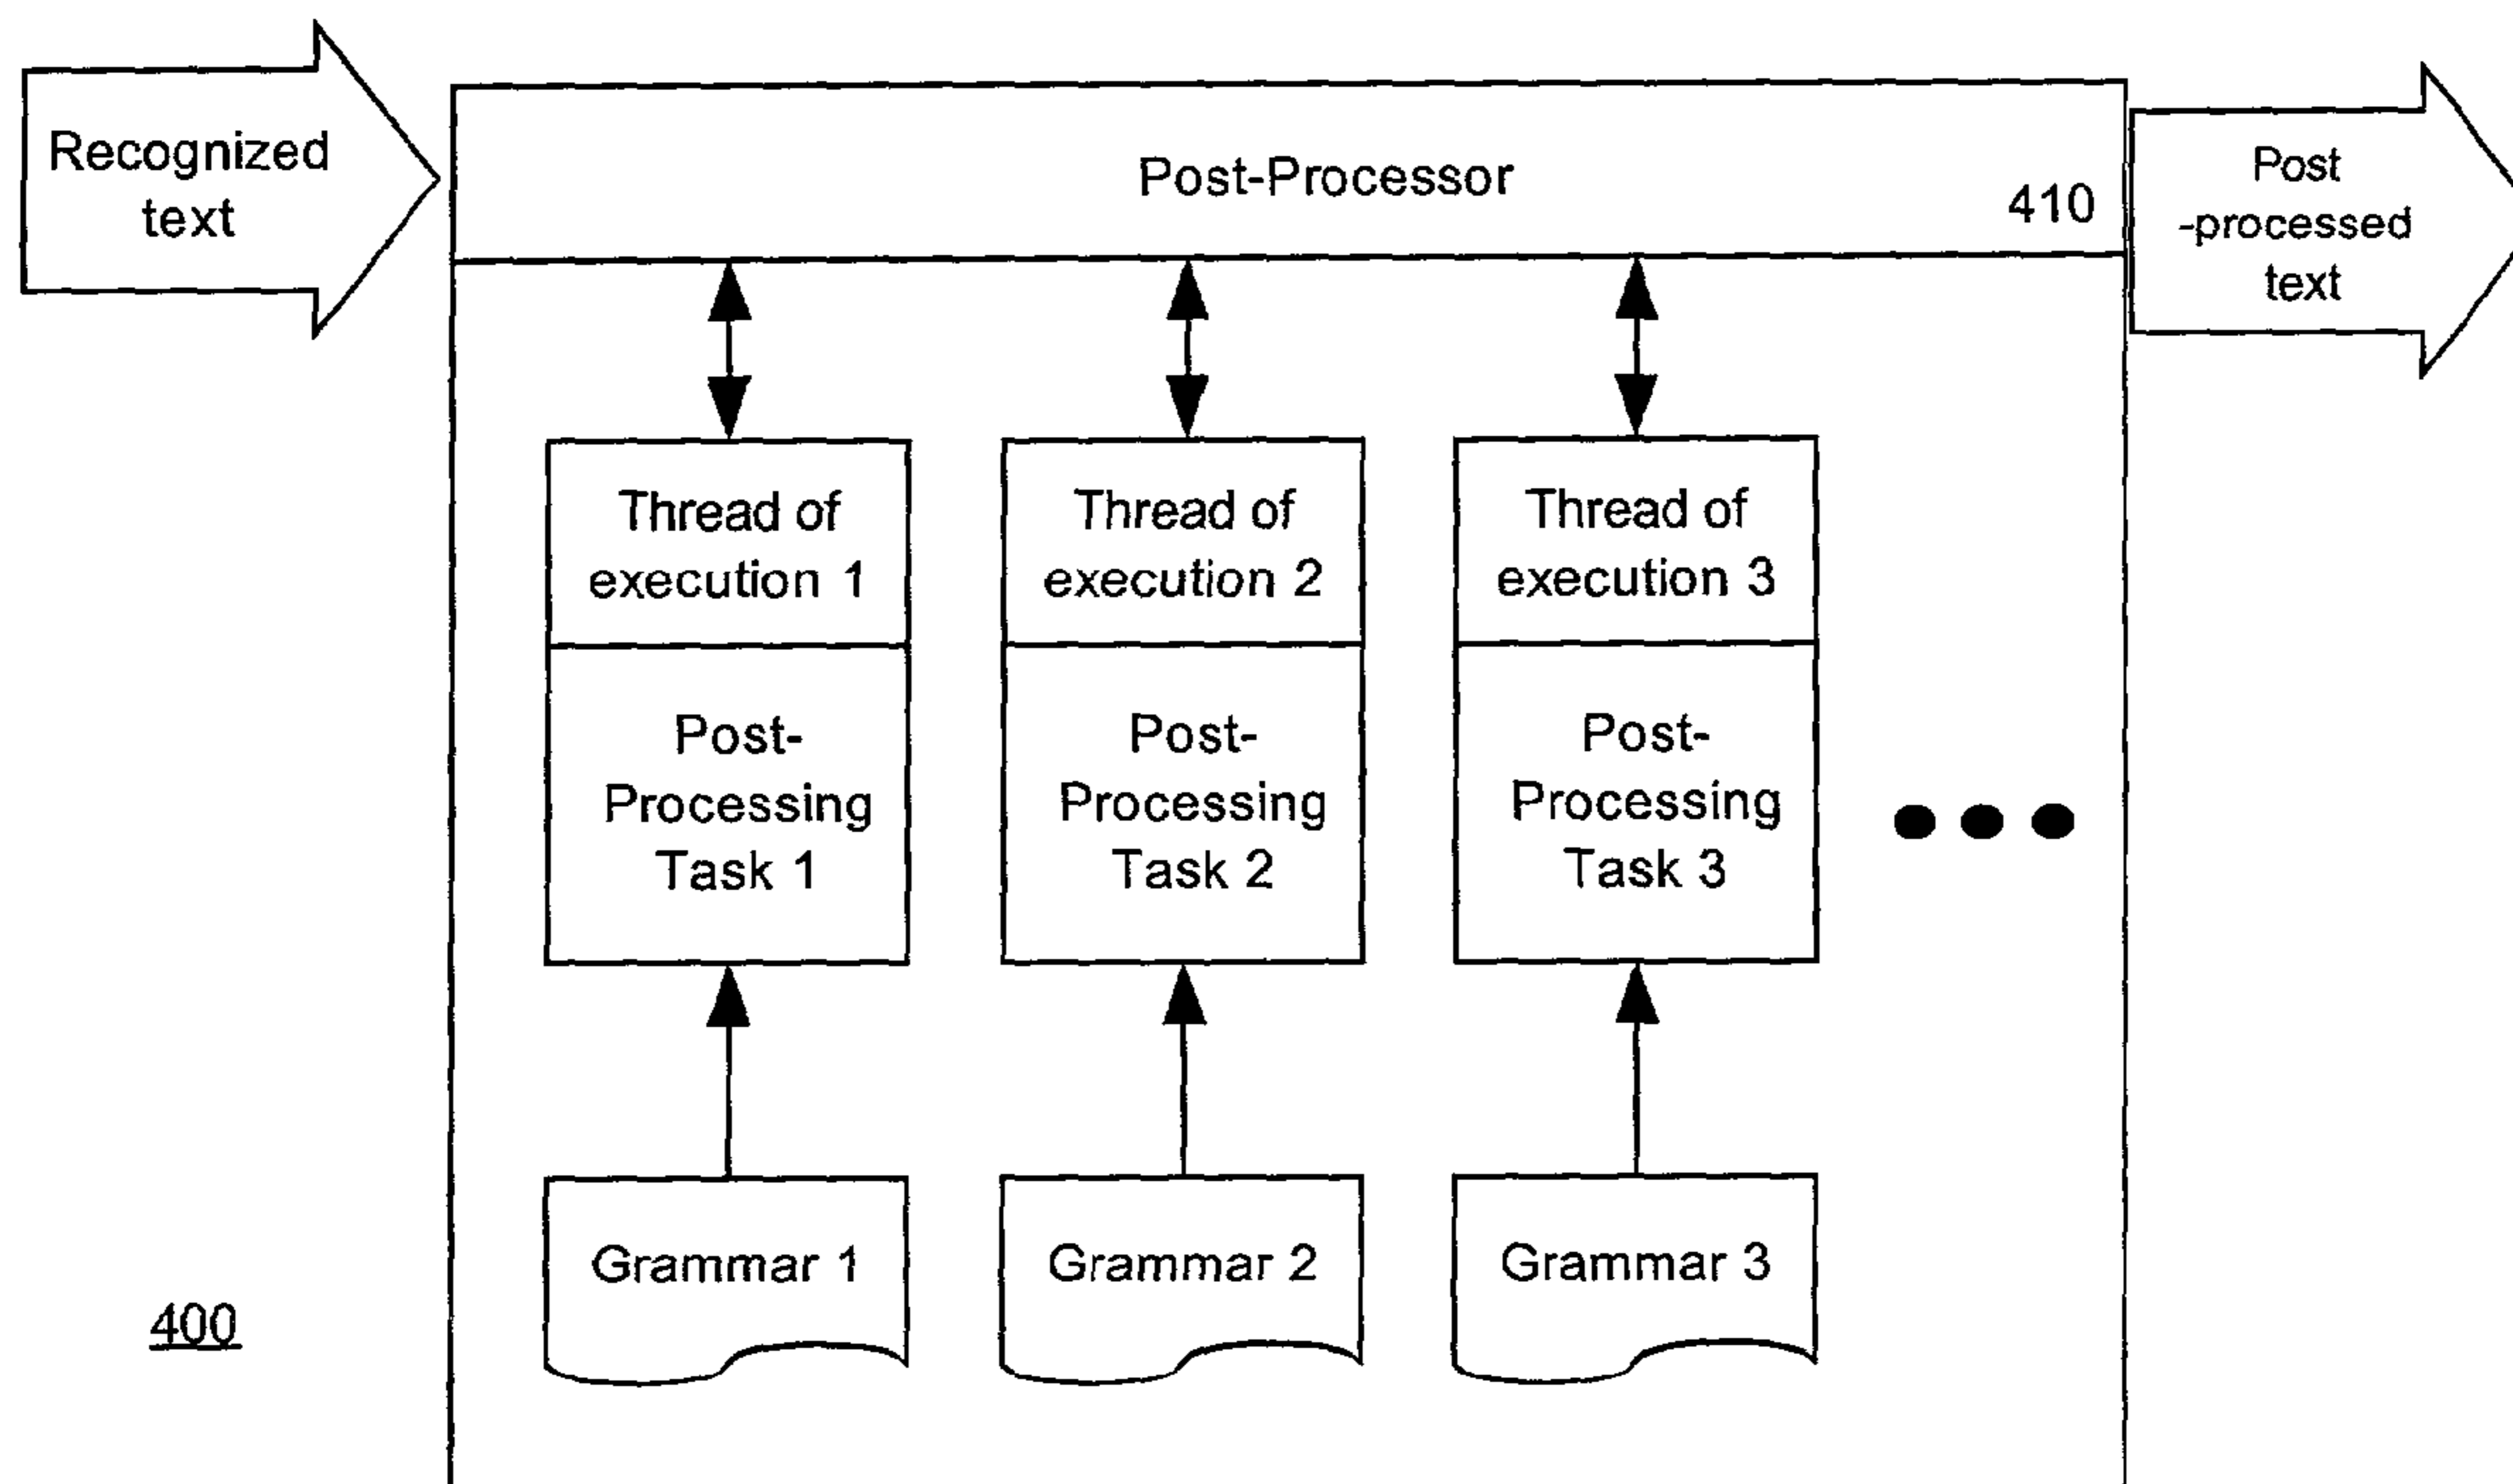 Recognized
text
Post-Processor
410
Post
-processed
text
Thread of
execution 1
Thread of
execution 2
Thread of
execution 3
Post-
Processing
Task 1
Post-
Processing
Task 2
Post-
Processing
Task 3
Grammar 1
Grammar 2
Grammar 3
400